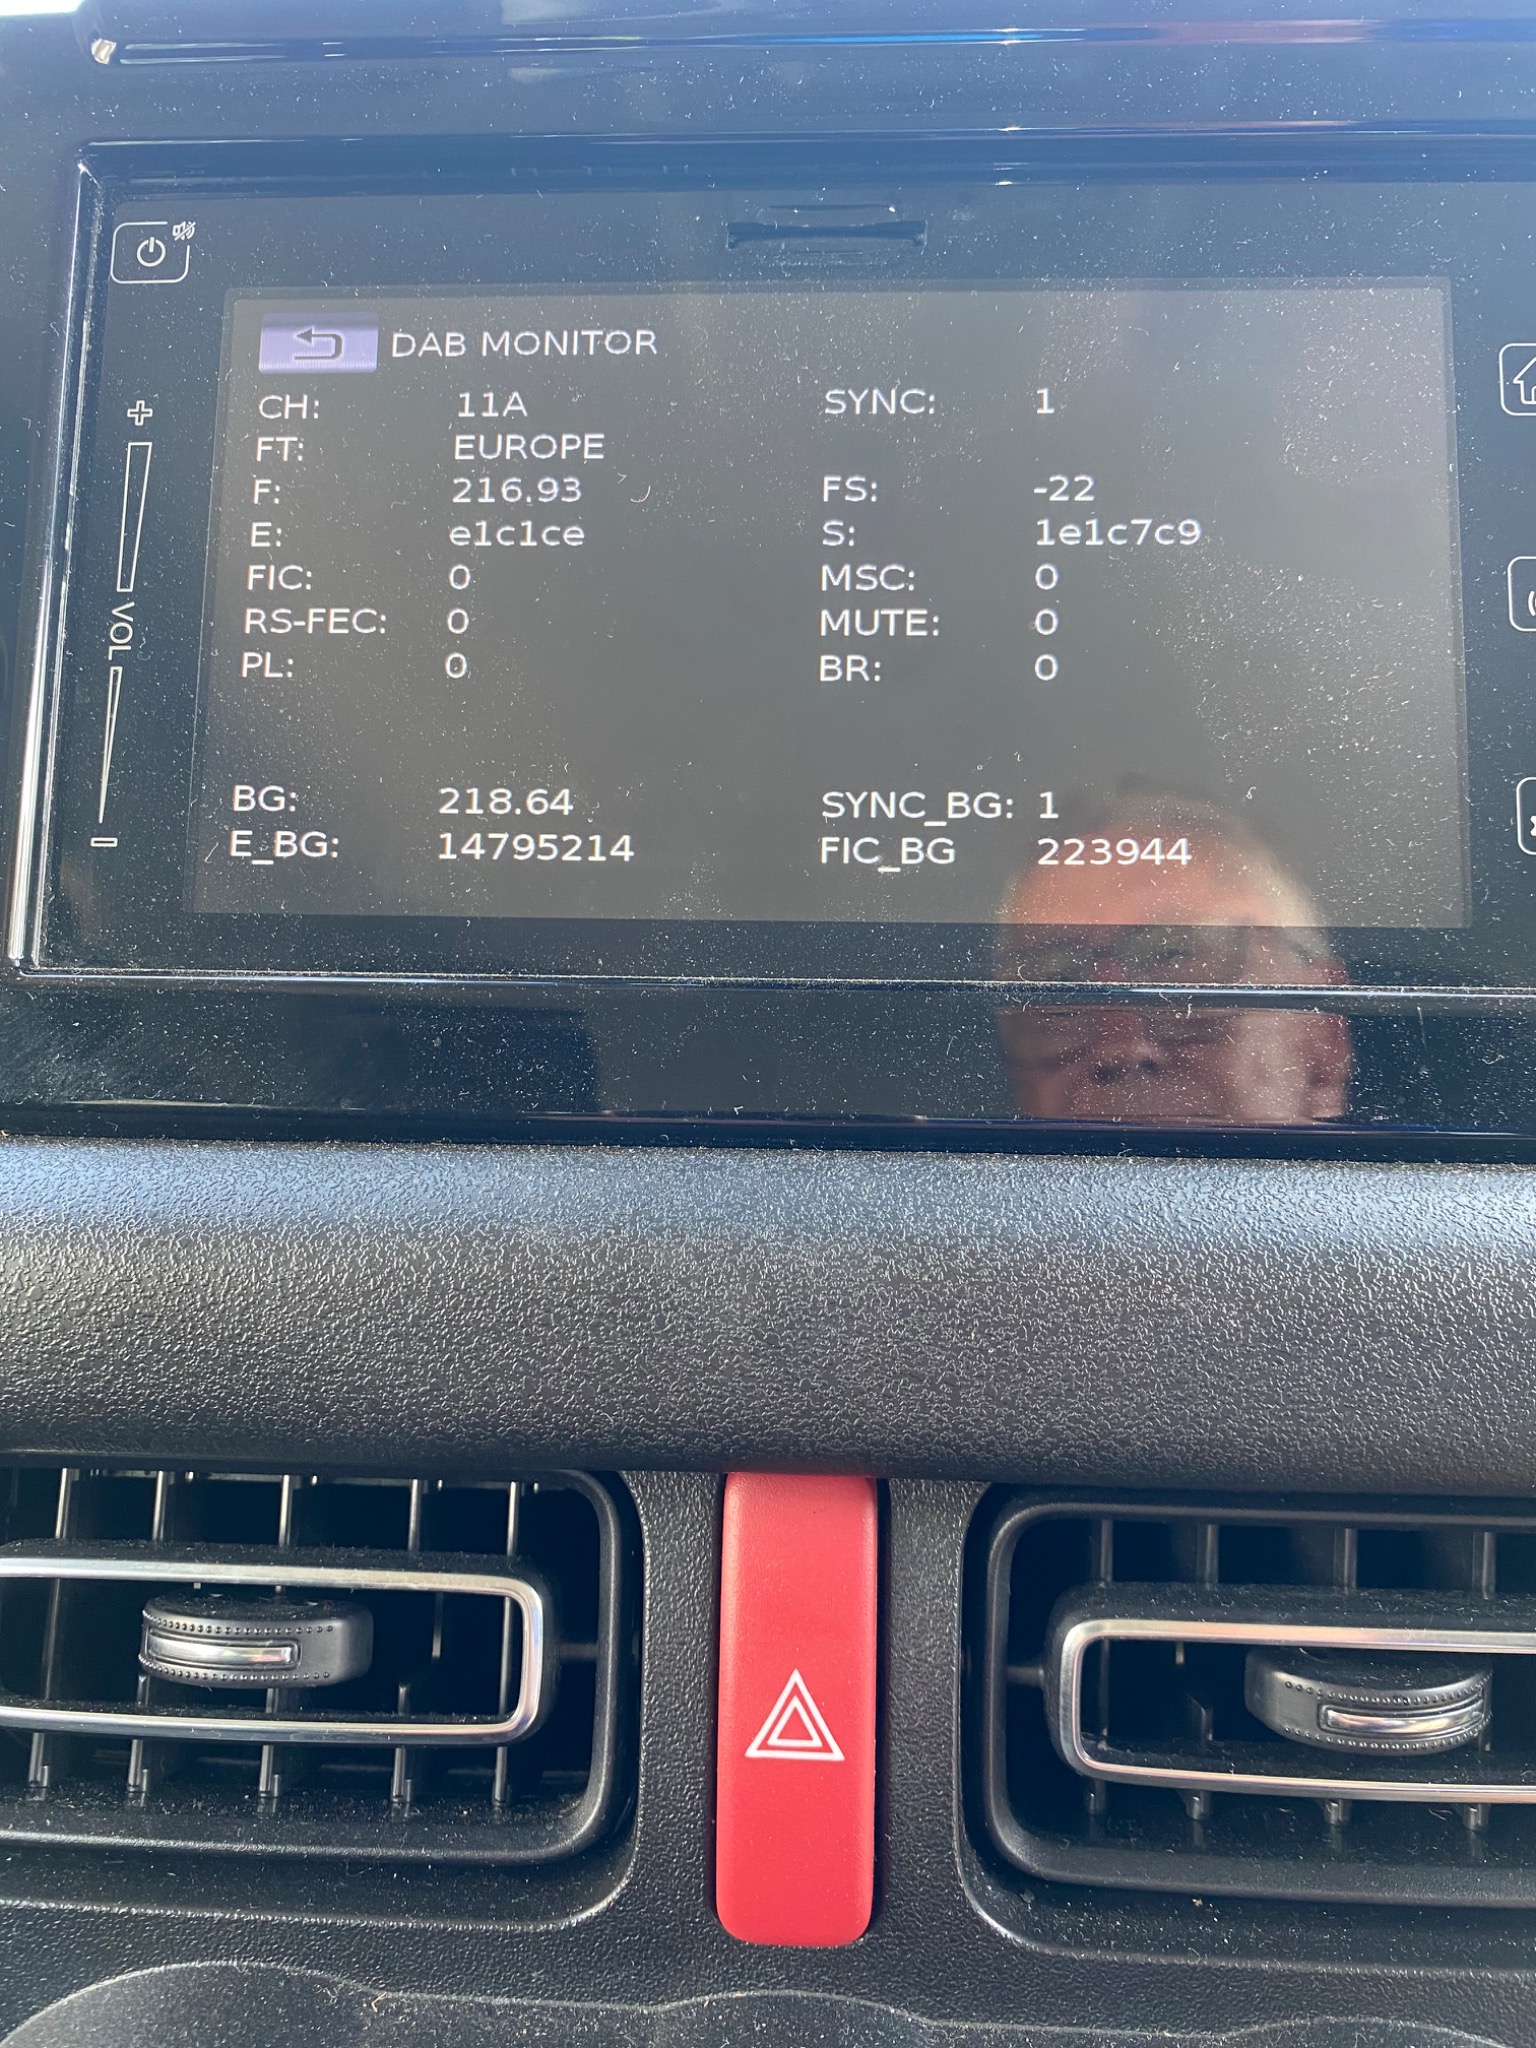 DAB MONITOR
CH: 11A SYNC: 1
FT: EUROPE
F: 216.93 FS: -22
E: e1c1ce S: 1e1c7c9
FIC: 0 MSC: 0
RS-FEC: 0 MUTE: 0
PL: 0 BR: 0
BG: 218.64 SYNC_BG: 1
E_BG: 14795214 FIC_BG 223944
+
VOL
-